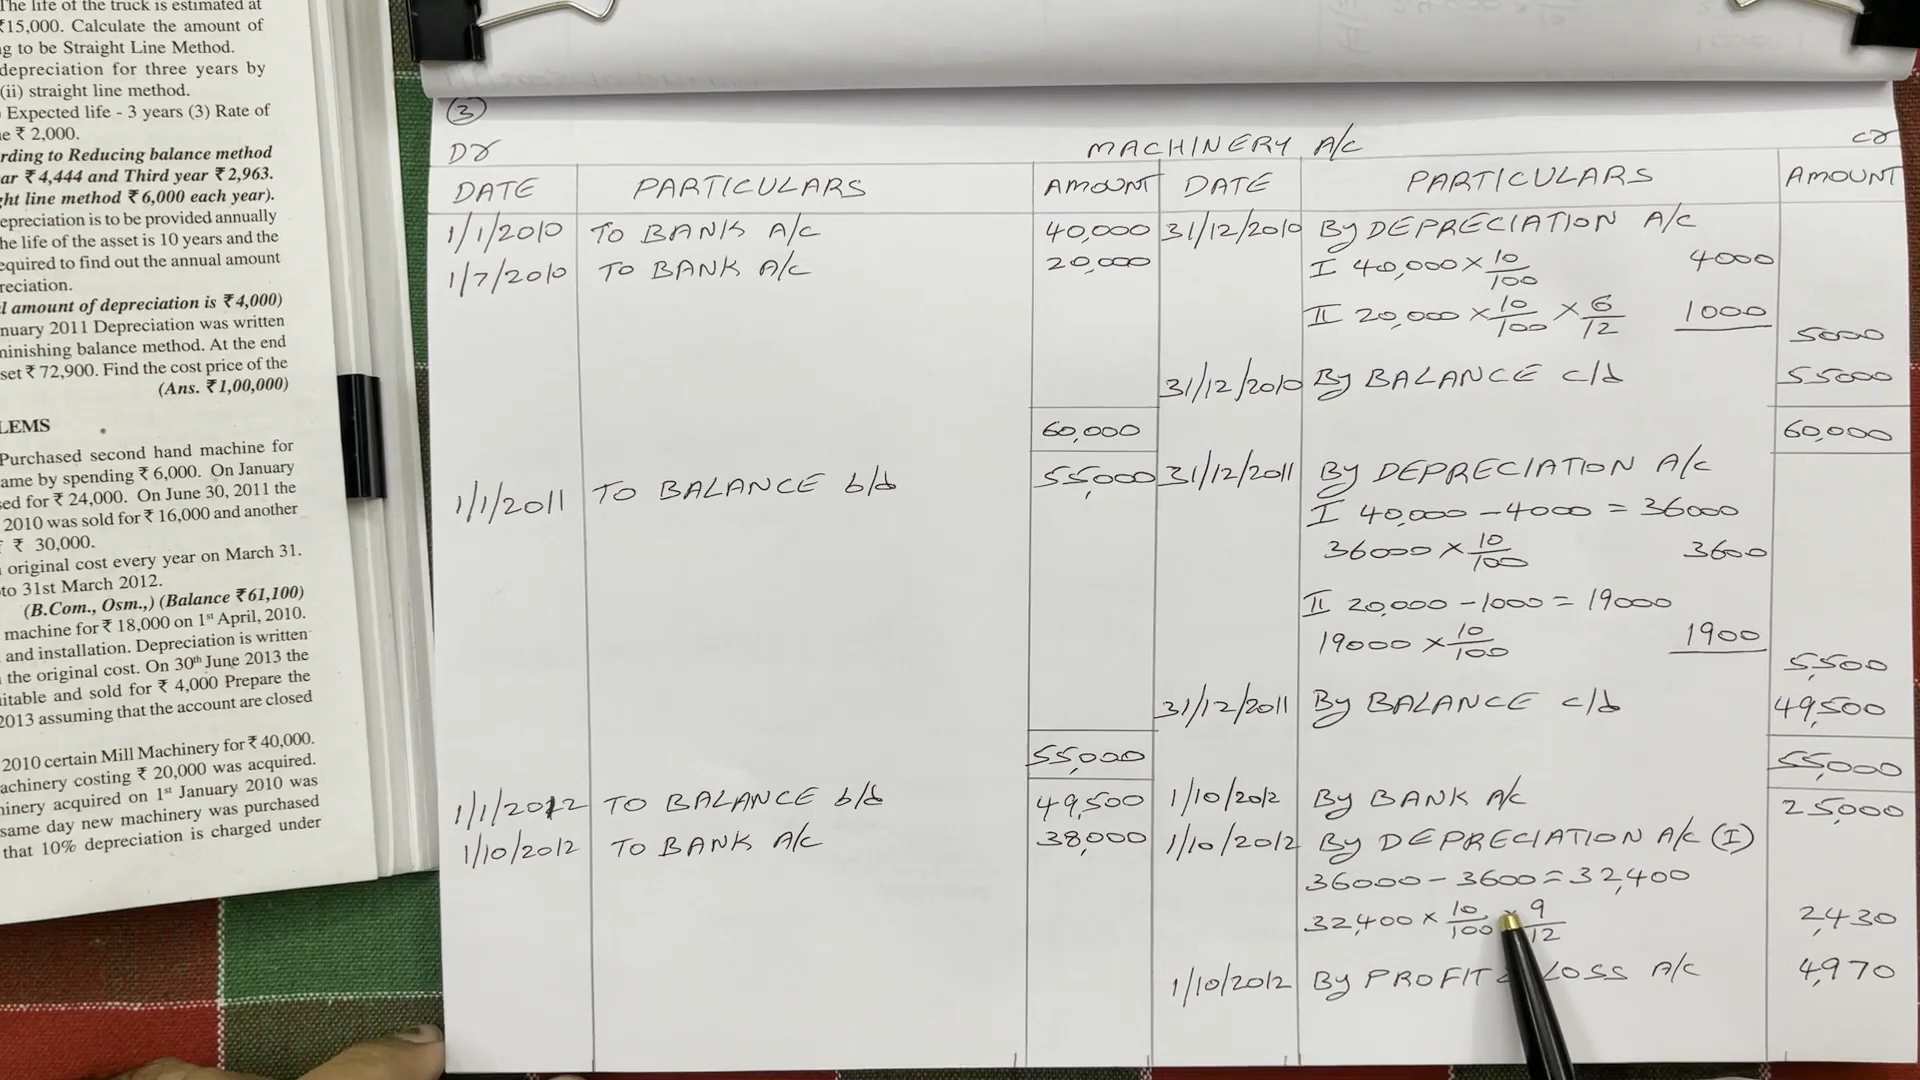 The life of the truck is estimated at
₹15,000. Calculate the amount of
g to be Straight Line Method.
depreciation for three years by
(ii) straight line method.
Expected life - 3 years (3) Rate of
e ₹ 2,000.
rding to Reducing balance method
ar ₹ 4,444 and Third year ₹ 2,963.
ght line method ₹ 6,000 each year).
epreciation is to be provided annually
he life of the asset is 10 years and the
equired to find out the annual amount
reciation.
l amount of depreciation is ₹ 4,000)
nuary 2011 Depreciation was written
minishing balance method. At the end
set ₹ 72,900. Find the cost price of the
(Ans. ₹ 1,00,000)
LEMS
Purchased second hand machine for
ame by spending ₹ 6,000. On January
sed for ₹ 24,000. On June 30, 2011 the
2010 was sold for ₹ 16,000 and another
₹ 30,000.
original cost every year on March 31.
to 31st March 2012.
(B.Com., Osm.,) (Balance ₹ 61,100)
machine for ₹ 18,000 on 1st April, 2010.
and installation. Depreciation is written
the original cost. On 30th June 2013 the
itable and sold for ₹ 4,000 Prepare the
2013 assuming that the account are closed
2010 certain Mill Machinery for ₹ 40,000.
achinery costing ₹ 20,000 was acquired.
inery acquired on 1st January 2010 was
same day new machinery was purchased
that 10% depreciation is charged under
3
Dr MACHINERY A/c cr
DATE PARTICULARS AMOUNT DATE PARTICULARS AMOUNT
1/1/2010 TO BANK A/c 40,000 31/12/2010 By DEPRECIATION A/c
1/7/2010 TO BANK A/c 20,000 I 40,000 × 10/100 4000
II 20,000 × 10/100 × 6/12 1000
5000
31/12/2010 By BALANCE c/d 55000
60,000 60,000
1/1/2011 TO BALANCE b/d 55,000 31/12/2011 By DEPRECIATION A/c
I 40,000 - 4000 = 36000
36000 × 10/100 3600
II 20,000 - 1000 = 19000
19000 × 10/100 1900
5,500
31/12/2011 By BALANCE c/d 49,500
55,000 55,000
1/1/2012 TO BALANCE b/d 49,500 1/10/2012 By BANK A/c 25,000
1/10/2012 TO BANK A/c 38,000 1/10/2012 By DEPRECIATION A/c (I)
36000 - 3600 = 32,400
32,400 × 10/100 × 9/12 2,430
1/10/2012 By PROFIT LOSS A/c 4,970